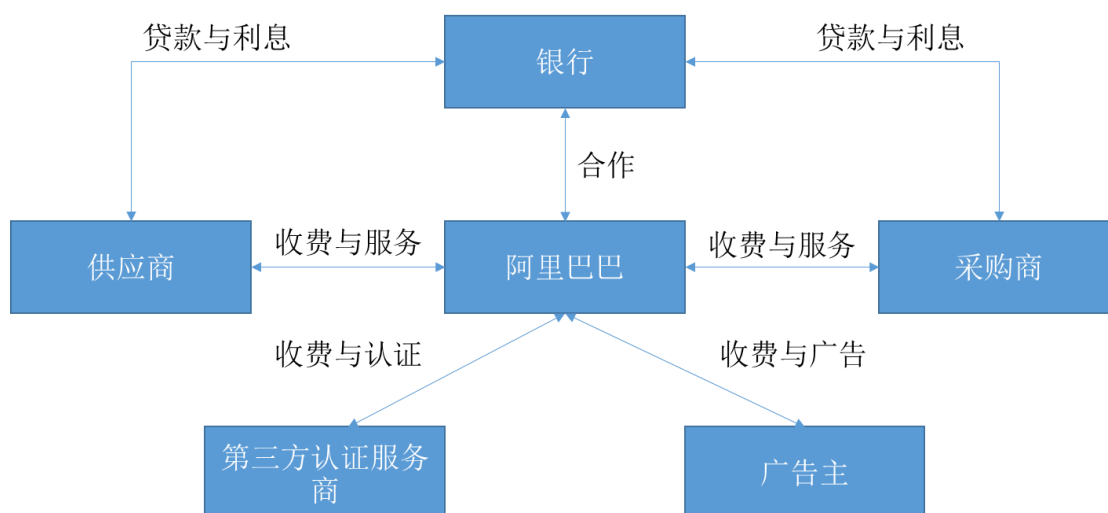 贷款与利息
银行
贷款与利息
合作
供应商
收费与服务
阿里巴巴
收费与服务
采购商
收费与认证
收费与广告
第三方认证服务
商
广告主